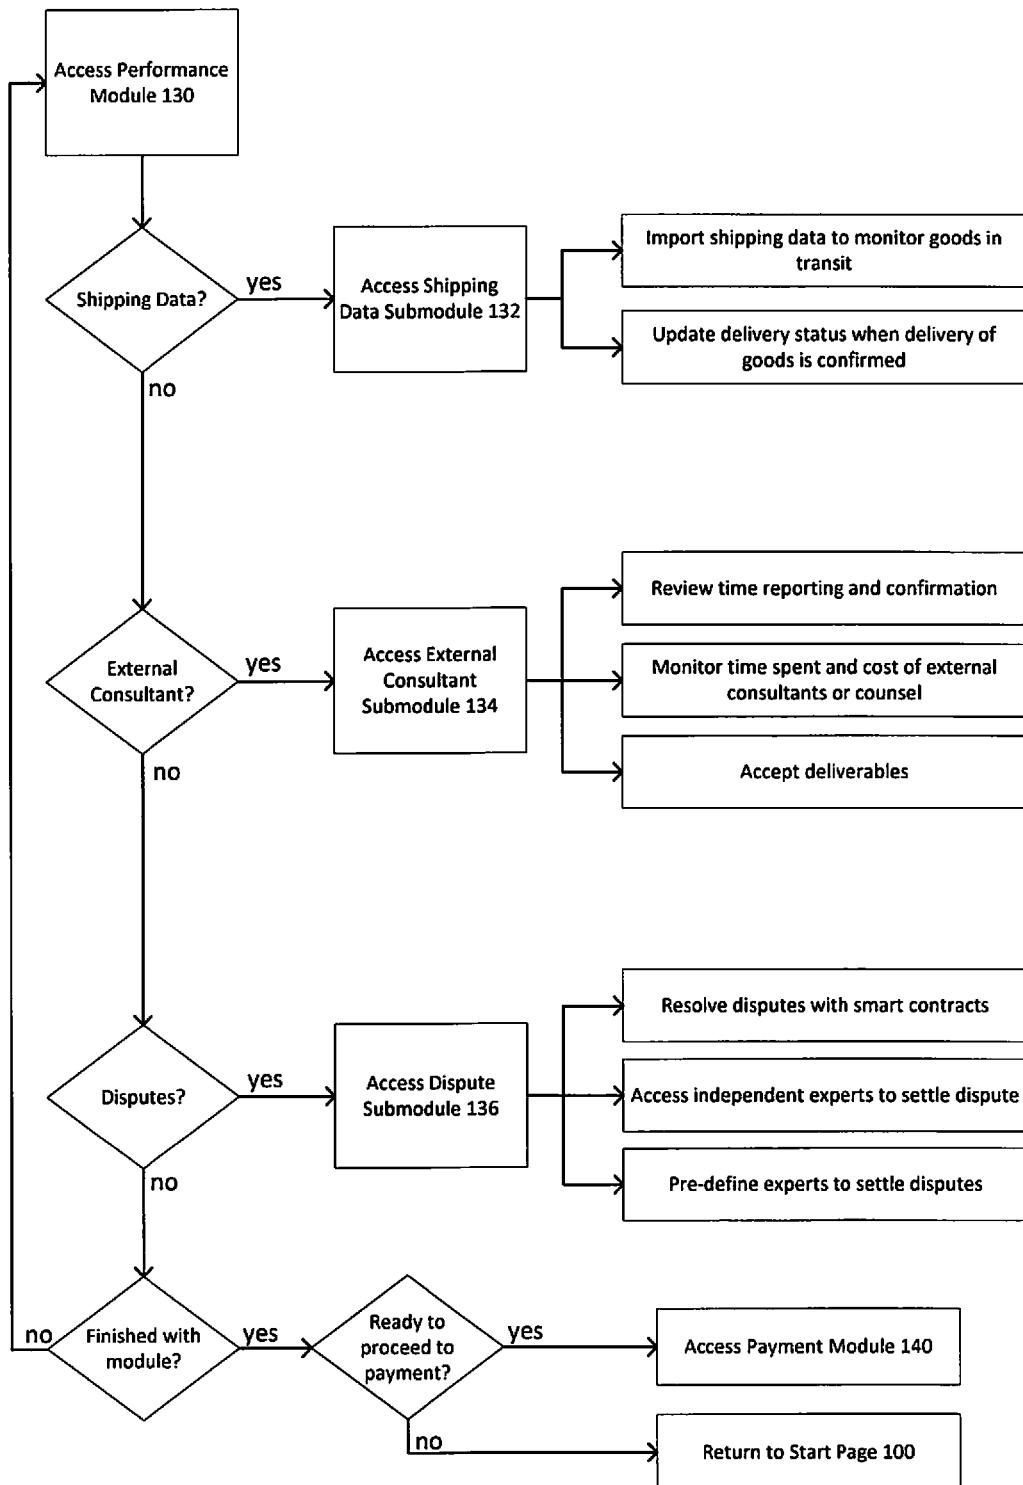 Access Performance
Module 130
Shipping Data?
yes
no
Access Shipping
Data Submodule 132
Import shipping data to monitor goods in
transit
Update delivery status when delivery of
goods is confirmed
External
Consultant?
yes
no
Access External
Consultant
Submodule 134
Review time reporting and confirmation
Monitor time spent and cost of external
consultants or counsel
Accept deliverables
Disputes?
yes
no
Access Dispute
Submodule 136
Resolve disputes with smart contracts
Access independent experts to settle dispute
Pre-define experts to settle disputes
no
Finished with
module?
yes
Ready to
proceed to
payment?
yes
no
Access Payment Module 140
Return to Start Page 100